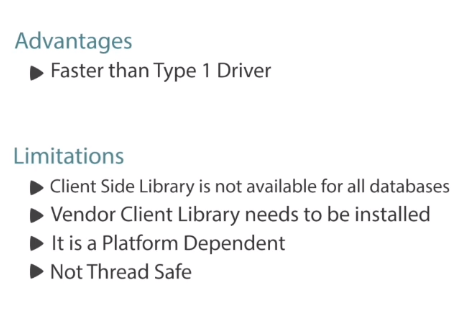 Advantages
Faster than Type 1 Driver
Limitations
Client Side Library is not available for all databases
Vendor Client Library needs to be installed
It is a Platform Dependent
Not Thread Safe